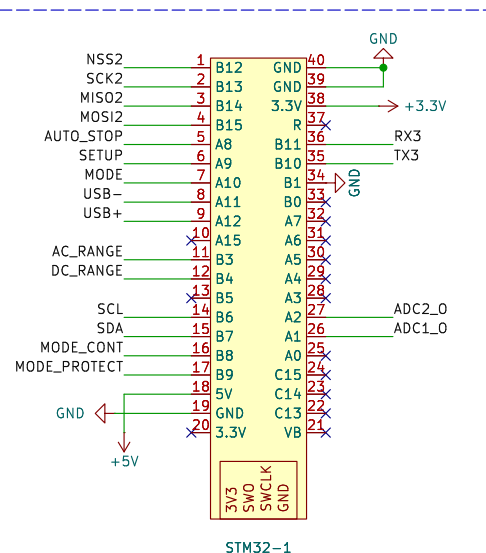 GND
NSS2 1 B12 GND 40
SCK2 2 B13 GND 39
MISO2 3 B14 3.3V 38 +3.3V
MOSI2 4 B15 R 37
AUTO_STOP 5 A8 B11 36 RX3
SETUP 6 A9 B10 35 TX3
MODE 7 A10 B1 34 GND
USB- 8 A11 B0 33
USB+ 9 A12 A7 32
10 A15 A6 31
AC_RANGE 11 B3 A5 30
DC_RANGE 12 B4 A4 29
13 B5 A3 28
SCL 14 B6 A2 27 ADC2_O
SDA 15 B7 A1 26 ADC1_O
MODE_CONT 16 B8 A0 25
MODE_PROTECT 17 B9 C15 24
18 5V C14 23
GND 19 GND C13 22
20 3.3V VB 21
+5V
3V3
SWO
SWCLK
GND
STM32-1